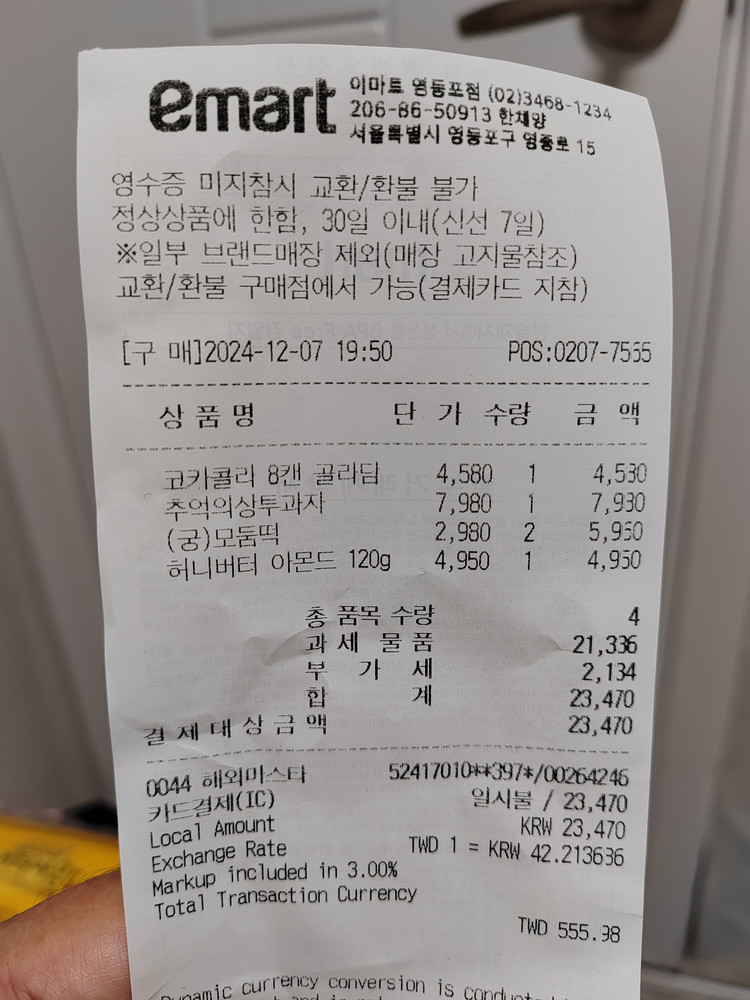 emart 이마트 영등포점 (02)3468-1234
206-86-50913 한채양
서울특별시 영등포구 영중로 15
영수증 미지참시 교환/환불 불가
정상상품에 한함, 30일 이내(신선 7일)
※일부 브랜드매장 제외(매장 고지물참조)
교환/환불 구매점에서 가능(결제카드 지참)
[구 매]2024-12-07 19:50 POS:0207-7565
상 품 명 단 가 수량 금 액
코카콜라 8캔 골라담 4,580 1 4,580
추억의상투과자 7,980 1 7,980
(궁)모둠떡 2,980 2 5,960
허니버터 아몬드 120g 4,950 1 4,950
총 품목 수량 4
과 세 물 품 21,336
부 가 세 2,134
합 계 23,470
결 제 대 상 금 액 23,470
0044 해외마스타 52417010**397*/00264246
카드결제(IC) 일시불 / 23,470
Local Amount KRW 23,470
Exchange Rate TWD 1 = KRW 42.213636
Markup included in 3.00%
Total Transaction Currency
TWD 555.98
Dynamic currency conversion is